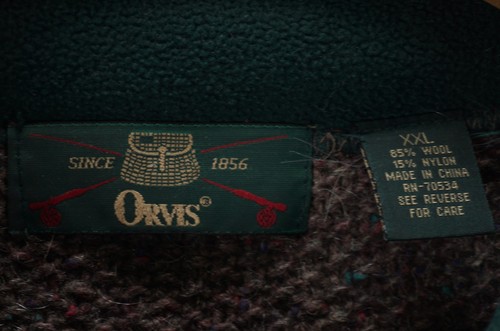 SINCE 1856
ORVIS®
XXL
85% WOOL
15% NYLON
MADE IN CHINA
RN-70534
SEE REVERSE
FOR CARE